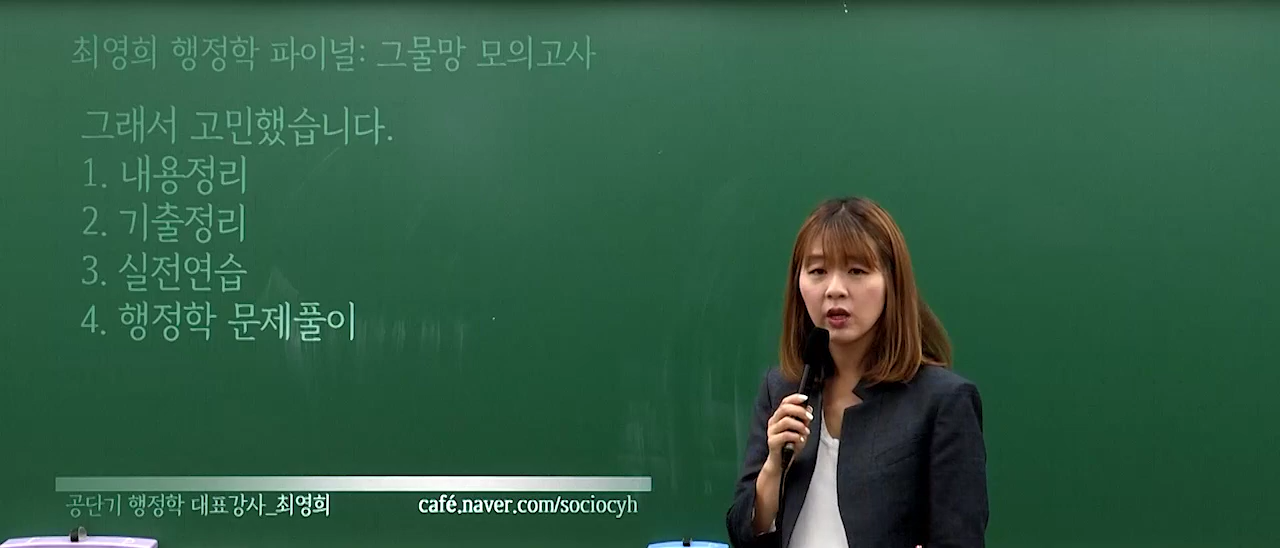 최영희 행정학 파이널: 그물망 모의고사
그래서 고민했습니다.
1. 내용정리
2. 기출정리
3. 실전연습
4. 행정학 문제풀이
공단기 행정학 대표강사_최영희
café.naver.com/sociocyh